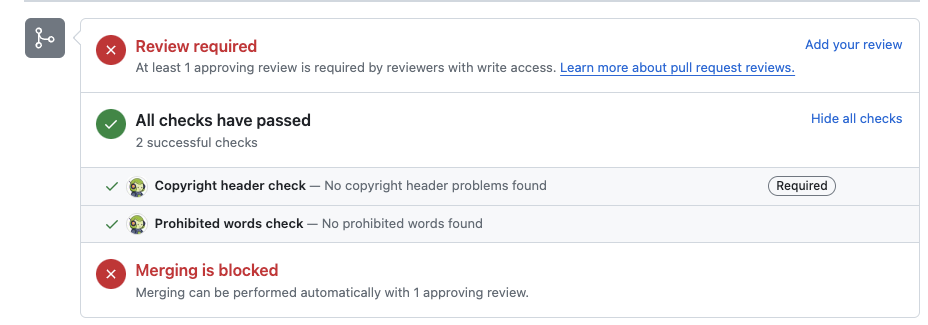 Review required
Add your review
At least 1 approving review is required by reviewers with write access. Learn more about pull request reviews.
All checks have passed
Hide all checks
2 successful checks
Copyright header check — No copyright header problems found
Required
Prohibited words check — No prohibited words found
Merging is blocked
Merging can be performed automatically with 1 approving review.